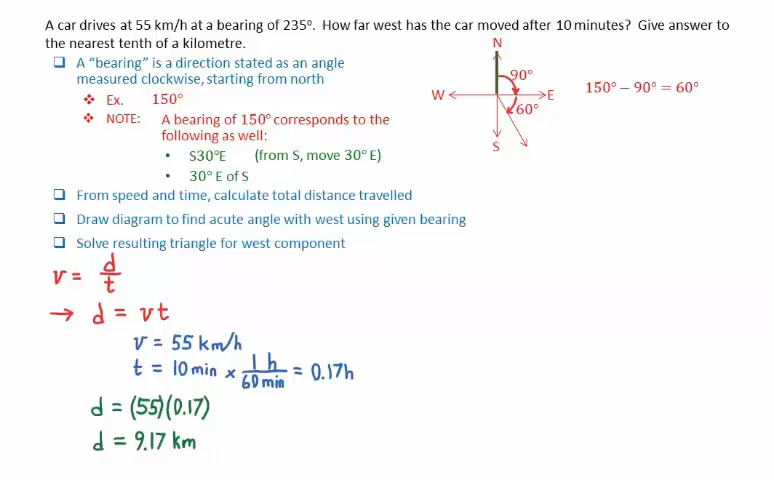 A car drives at 55 km/h at a bearing of 235°. How far west has the car moved after 10 minutes? Give answer to
the nearest tenth of a kilometre.
❑ A “bearing” is a direction stated as an angle
measured clockwise, starting from north
❖ Ex. 150°
❖ NOTE: A bearing of 150° corresponds to the
following as well:
• S30°E (from S, move 30° E)
• 30° E of S
❑ From speed and time, calculate total distance travelled
❑ Draw diagram to find acute angle with west using given bearing
❑ Solve resulting triangle for west component
N
90°
W E
60°
S
150° − 90° = 60°
v = d/t
→ d = vt
v = 55 km/h
t = 10 min × 1 h/60 min = 0.17h
d = (55)(0.17)
d = 9.17 km